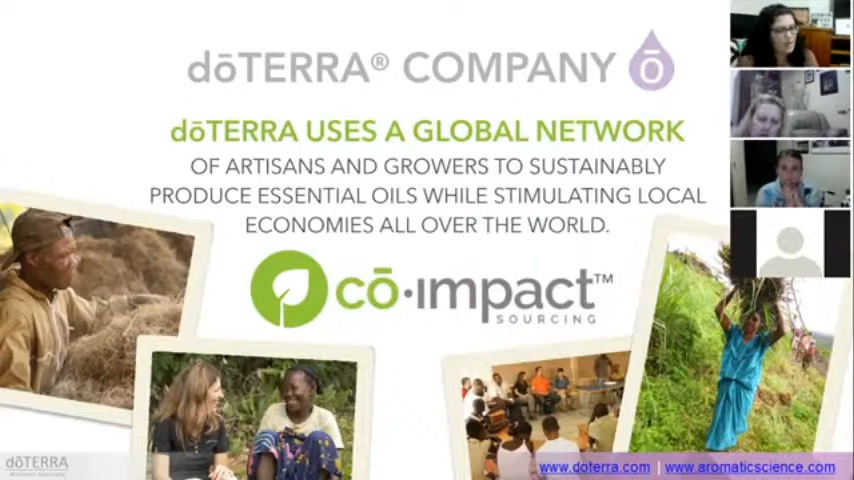 dōTERRA® COMPANY
dōTERRA USES A GLOBAL NETWORK
OF ARTISANS AND GROWERS TO SUSTAINABLY
PRODUCE ESSENTIAL OILS WHILE STIMULATING LOCAL
ECONOMIES ALL OVER THE WORLD.
cō·ımpact™
SOURCING
dōTERRA
www.doterra.com | www.aromaticscience.com